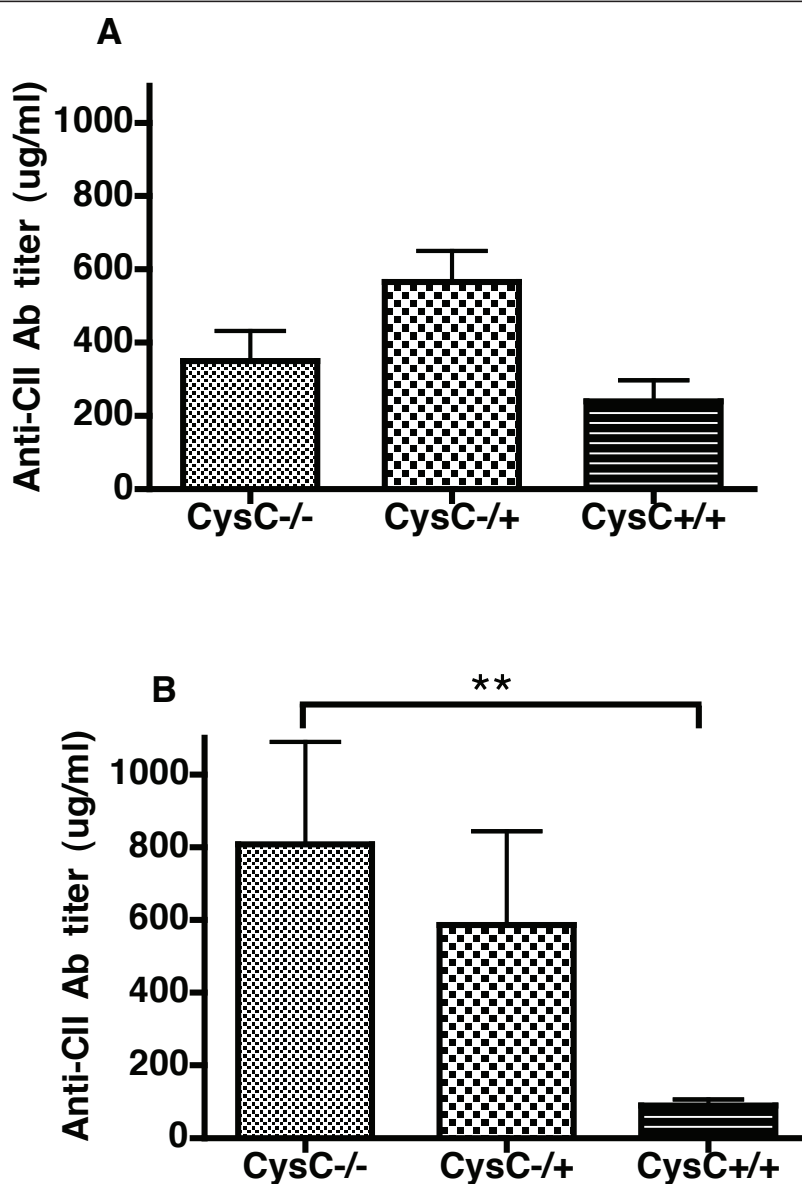 A
Anti-CII Ab titer (ug/ml)
1000
800
600
400
200
0
CysC-/- CysC-/+ CysC+/+
B
**
Anti-CII Ab titer (ug/ml)
1000
800
600
400
200
0
CysC-/- CysC-/+ CysC+/+